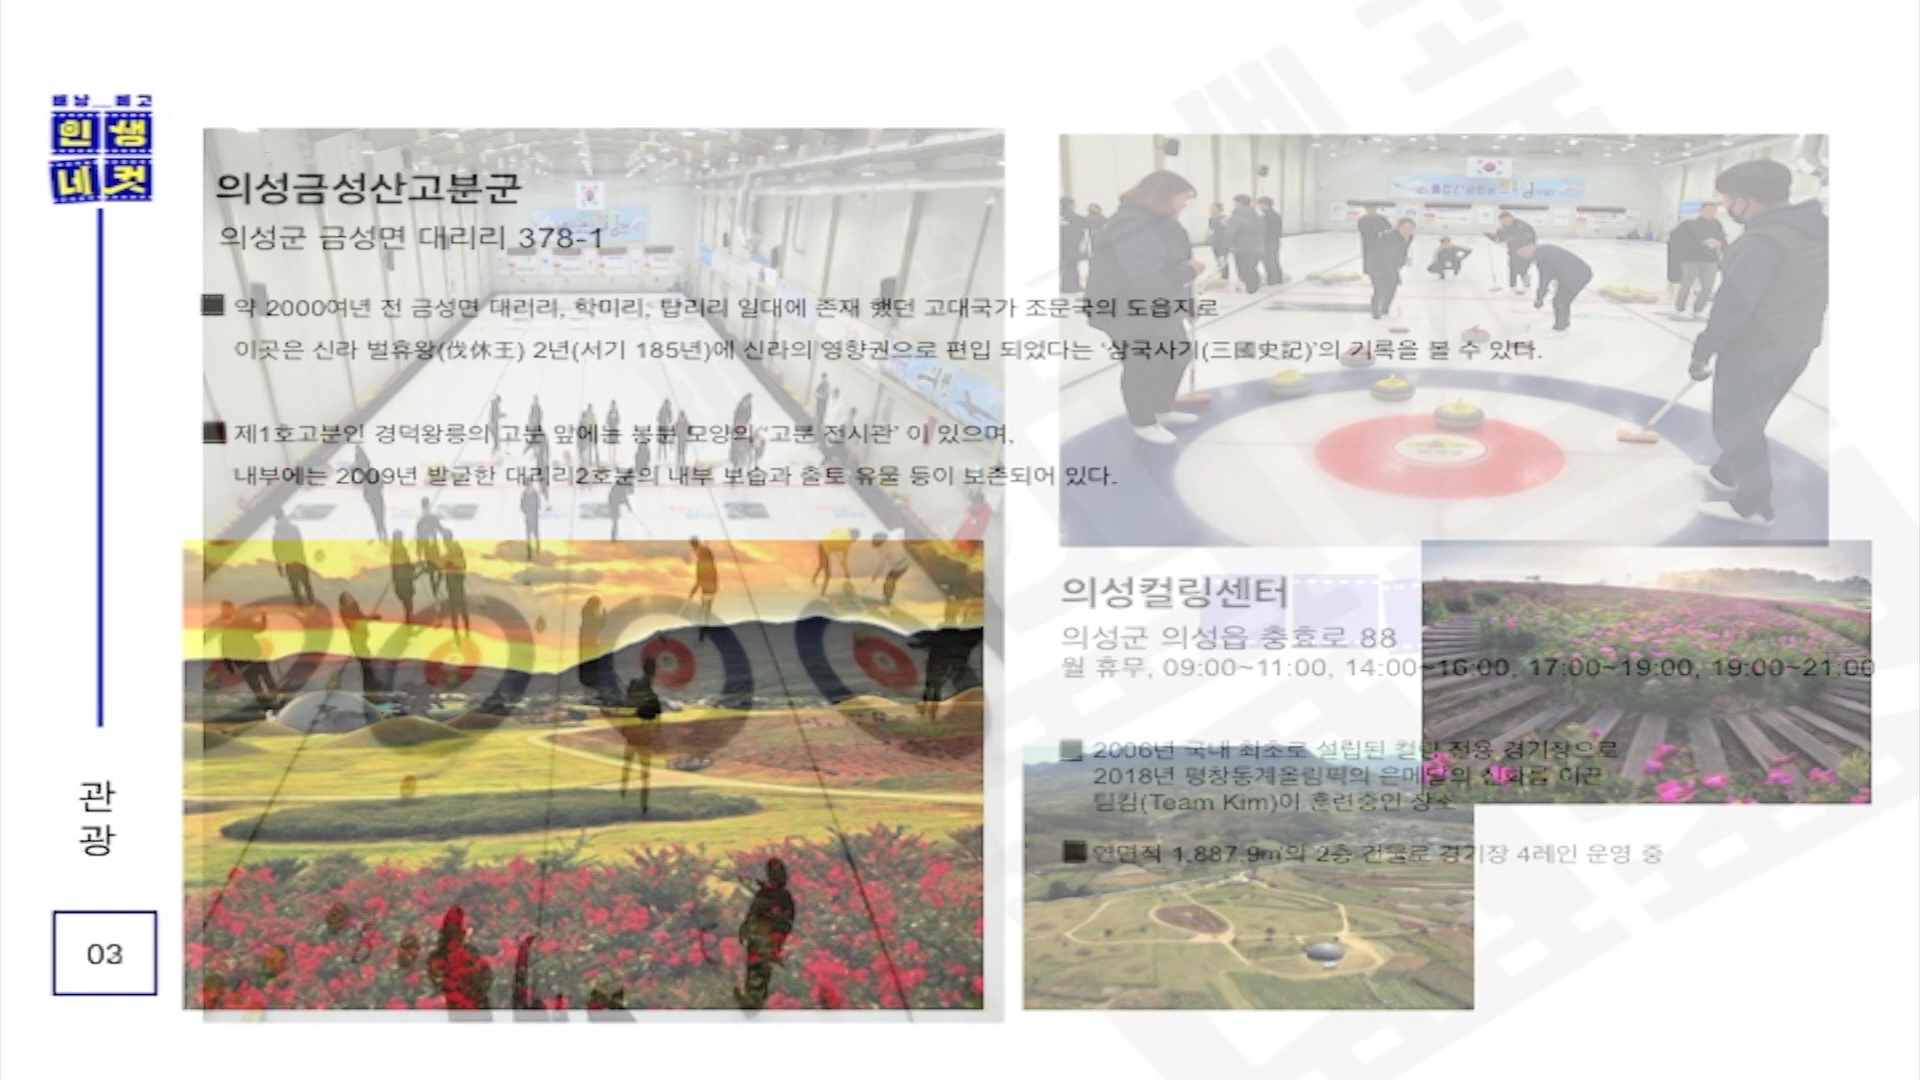 인생
네컷
관
광
03
의성금성산고분군
의성군 금성면 대리리 378-1
약 2000여년 전 금성면 대리리, 학미리, 탑리리 일대에 존재 했던 고대국가 조문국의 도읍지로
이곳은 신라 벌휴왕(伐休王) 2년(서기 185년)에 신라의 영향권으로 편입 되었다는 ‘삼국사기(三國史記)’의 기록을 볼 수 있다.
제1호고분인 경덕왕릉의 고분 앞에는 봉분 모양의 ‘고분 전시관’ 이 있으며,
내부에는 2009년 발굴한 대리리2호분의 내부 모습과 출토 유물 등이 보존되어 있다.
의성컬링센터
의성군 의성읍 충효로 88
월 휴무, 09:00~11:00, 14:00~16:00, 17:00~19:00, 19:00~21:00
2006년 국내 최초로 설립된 컬링 전용 경기장으로
2018년 평창동계올림픽의 은메달의 신화를 이끈
팀킴(Team Kim)이 훈련중인 장소
연면적 1,887.9㎡의 2층 건물로 경기장 4레인 운영 중